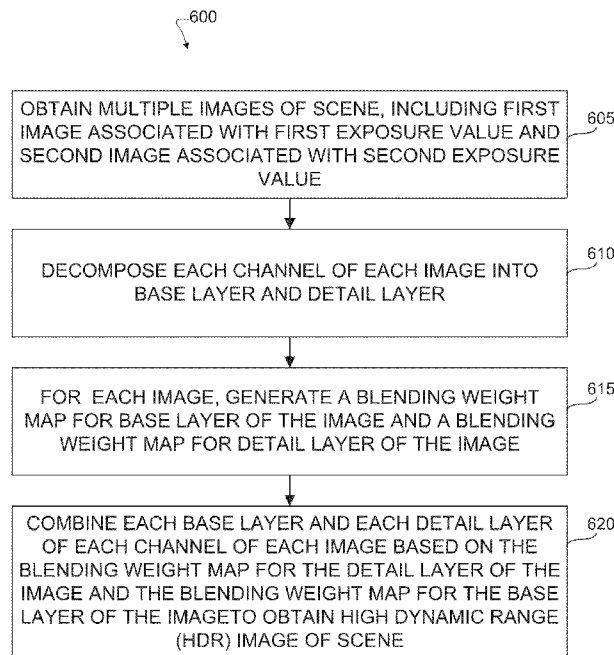 600
OBTAIN MULTIPLE IMAGES OF SCENE, INCLUDING FIRST
IMAGE ASSOCIATED WITH FIRST EXPOSURE VALUE AND
SECOND IMAGE ASSOCIATED WITH SECOND EXPOSURE
VALUE
605
DECOMPOSE EACH CHANNEL OF EACH IMAGE INTO
BASE LAYER AND DETAIL LAYER
610
FOR EACH IMAGE, GENERATE A BLENDING WEIGHT
MAP FOR BASE LAYER OF THE IMAGE AND A BLENDING
WEIGHT MAP FOR DETAIL LAYER OF THE IMAGE
615
COMBINE EACH BASE LAYER AND EACH DETAIL LAYER
OF EACH CHANNEL OF EACH IMAGE BASED ON THE
BLENDING WEIGHT MAP FOR THE DETAIL LAYER OF THE
IMAGE AND THE BLENDING WEIGHT MAP FOR THE BASE
LAYER OF THE IMAGETO OBTAIN HIGH DYNAMIC RANGE
(HDR) IMAGE OF SCENE
620